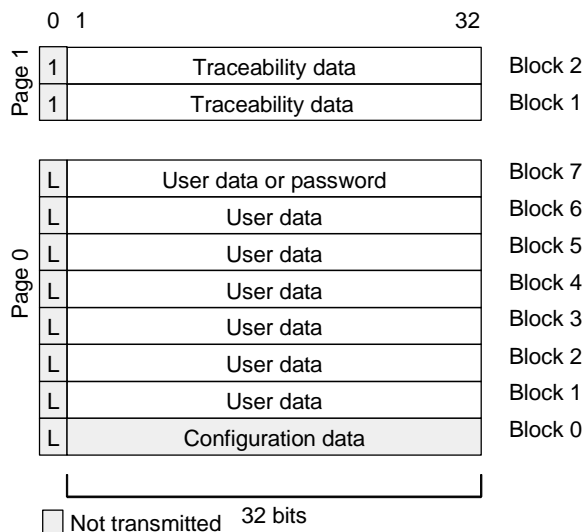 0 1 32
Page 1
1 Traceability data Block 2
1 Traceability data Block 1
Page 0
L User data or password Block 7
L User data Block 6
L User data Block 5
L User data Block 4
L User data Block 3
L User data Block 2
L User data Block 1
L Configuration data Block 0
32 bits
Not transmitted